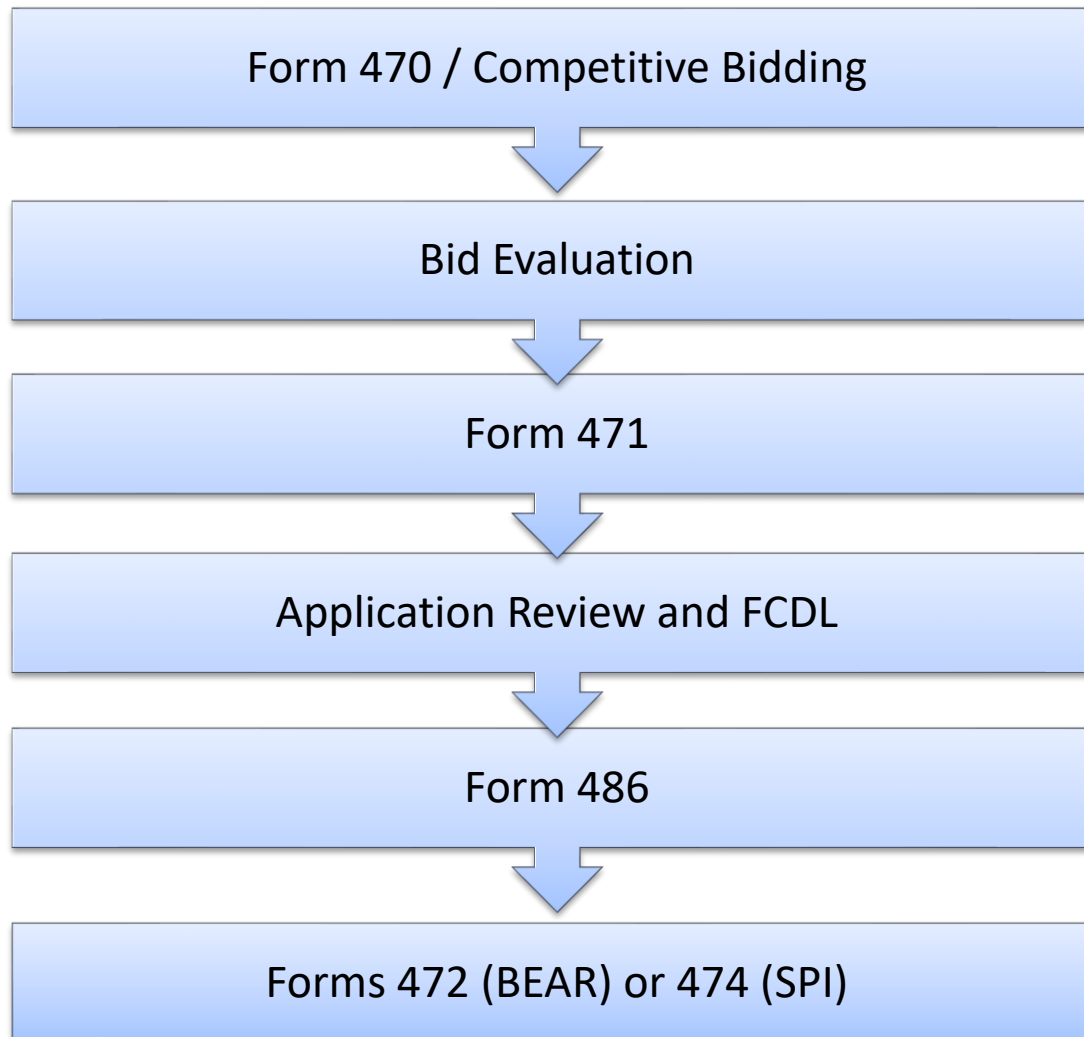 Form 470 / Competitive Bidding
Bid Evaluation
Form 471
Application Review and FCDL
Form 486
Forms 472 (BEAR) or 474 (SPI)